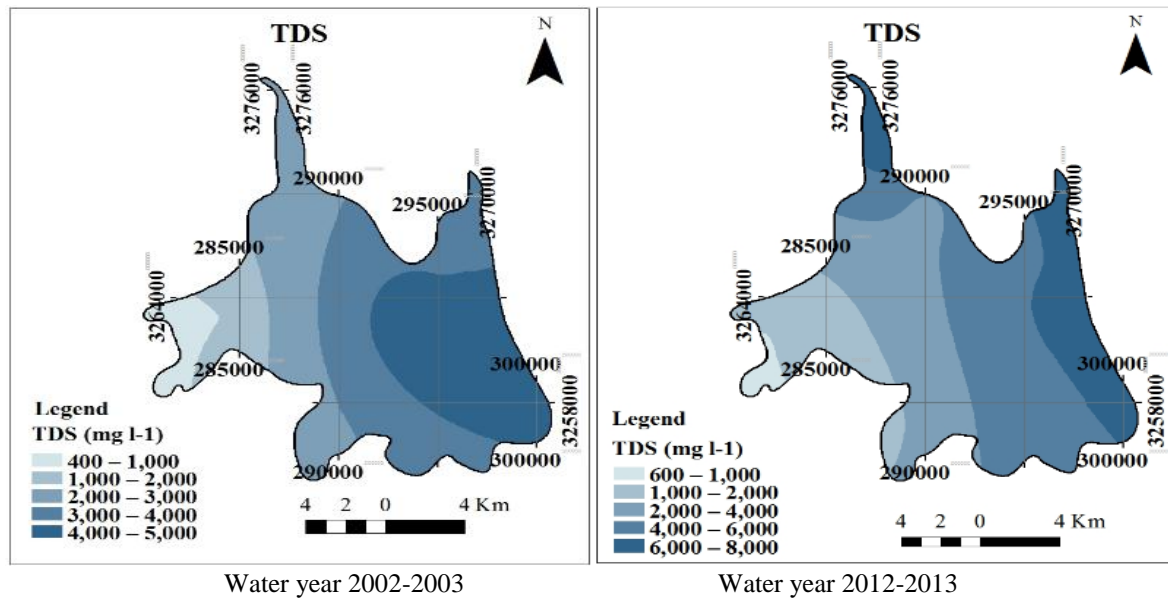 TDS
N
3276000
3276000
290000
295000
3270000
285000
3264000
285000
300000
3258000
290000
300000
Legend
TDS (mg l-1)
400 – 1,000
1,000 – 2,000
2,000 – 3,000
3,000 – 4,000
4,000 – 5,000
4 2 0 4 Km
Water year 2002-2003
TDS
N
3276000
3276000
290000
295000
3270000
285000
3264000
285000
300000
3258000
290000
300000
Legend
TDS (mg l-1)
600 – 1,000
1,000 – 2,000
2,000 – 4,000
4,000 – 6,000
6,000 – 8,000
4 2 0 4 Km
Water year 2012-2013